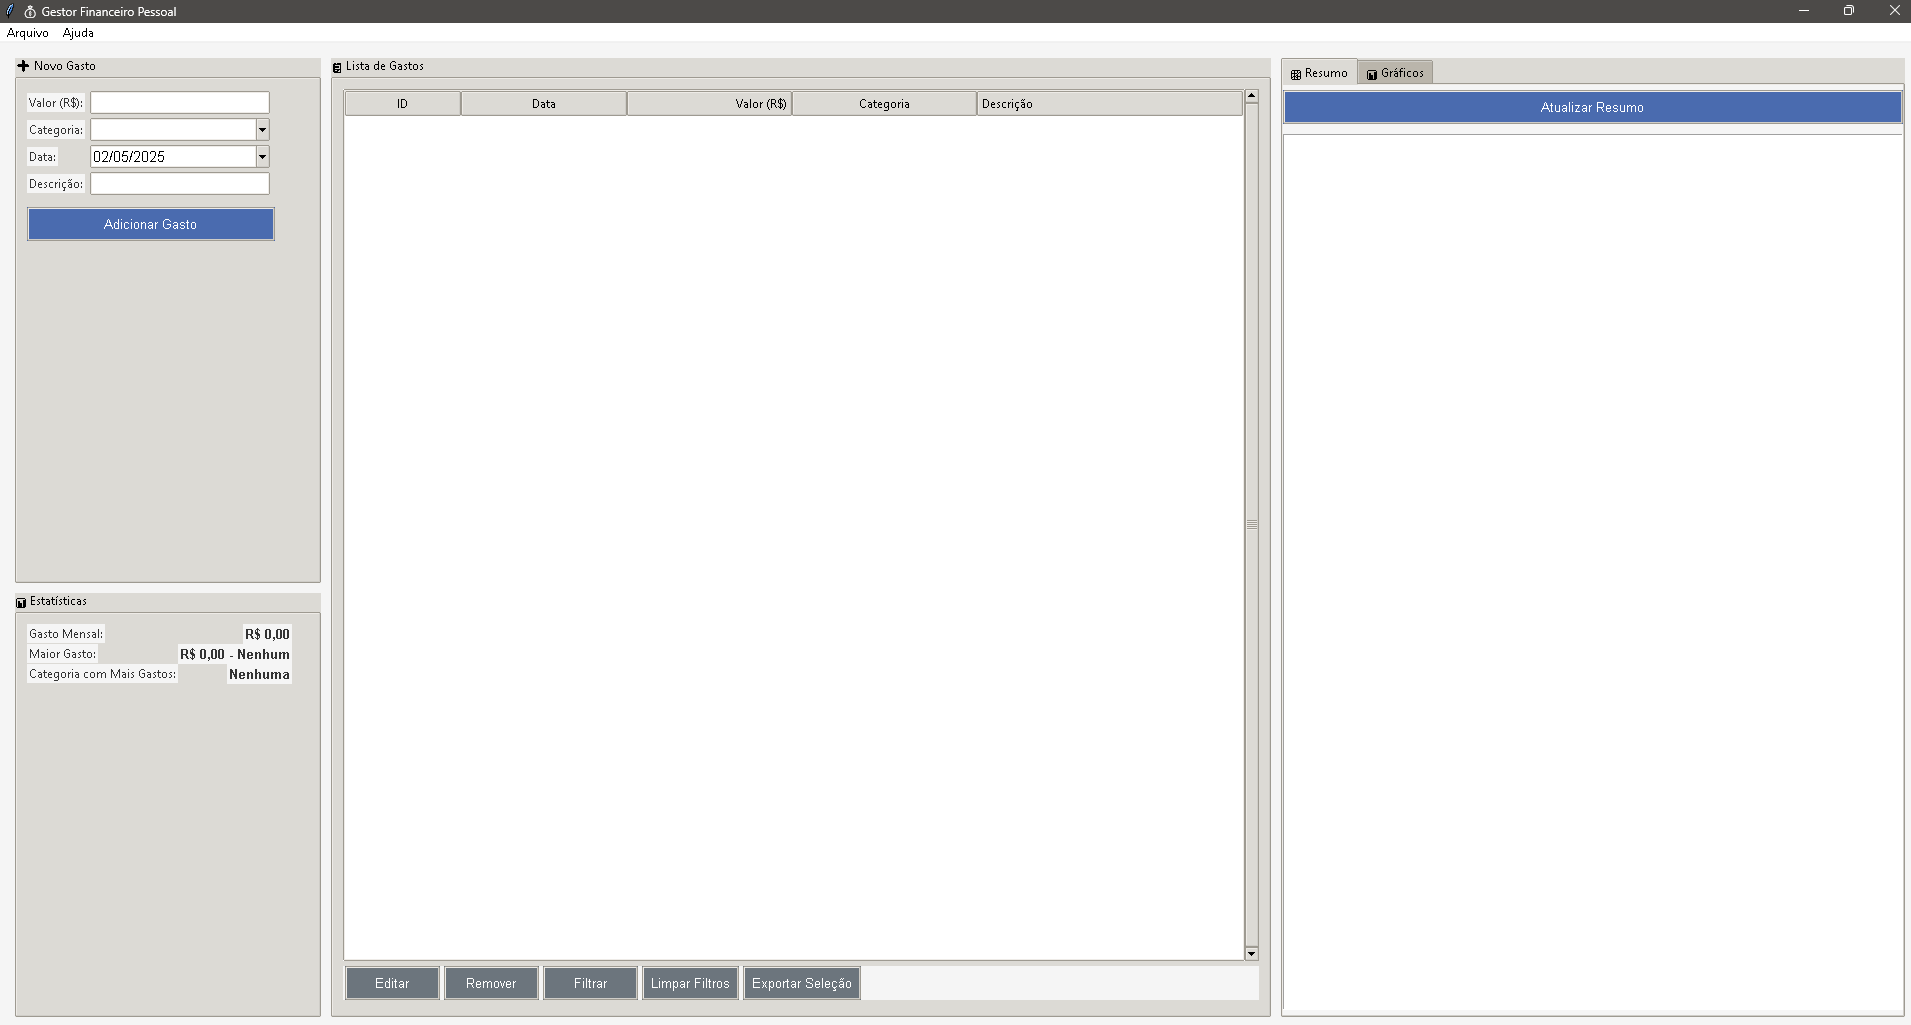 Gestor Financeiro Pessoal
Arquivo Ajuda
Novo Gasto
Valor (R$):
Categoria:
Data: 02/05/2025
Descrição:
Adicionar Gasto
Estatísticas
Gasto Mensal: R$ 0,00
Maior Gasto: R$ 0,00 - Nenhum
Categoria com Mais Gastos: Nenhuma
Lista de Gastos
ID Data Valor (R$) Categoria Descrição
Editar Remover Filtrar Limpar Filtros Exportar Seleção
Resumo Gráficos
Atualizar Resumo